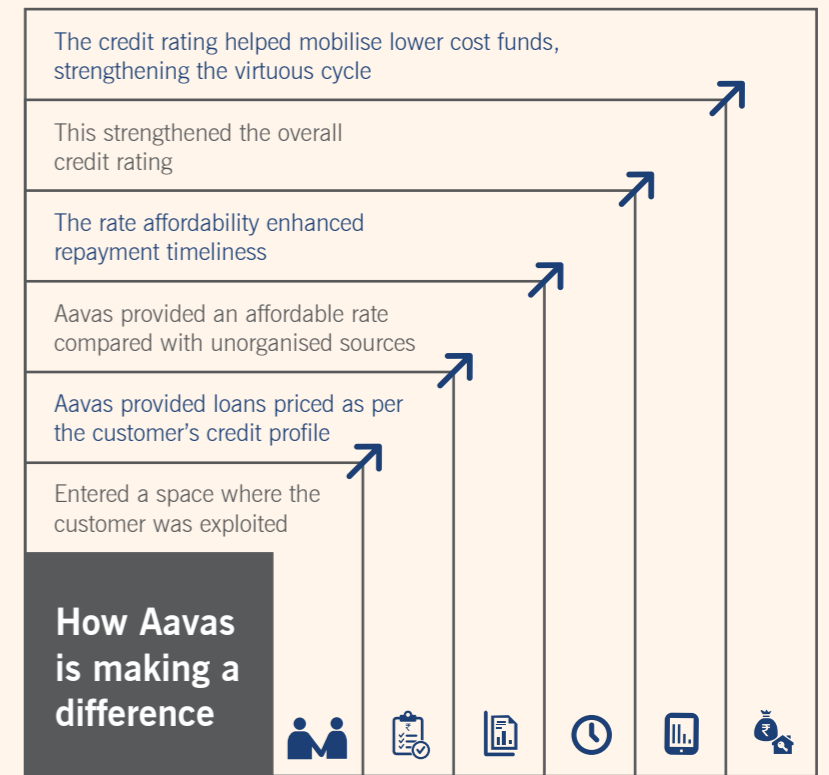 The credit rating helped mobilise lower cost funds,
strengthening the virtuous cycle
This strengthened the overall
credit rating
The rate affordability enhanced
repayment timeliness
Aavas provided an affordable rate
compared with unorganised sources
Aavas provided loans priced as per
the customer’s credit profile
Entered a space where the
customer was exploited
How Aavas
is making a
difference
₹
₹